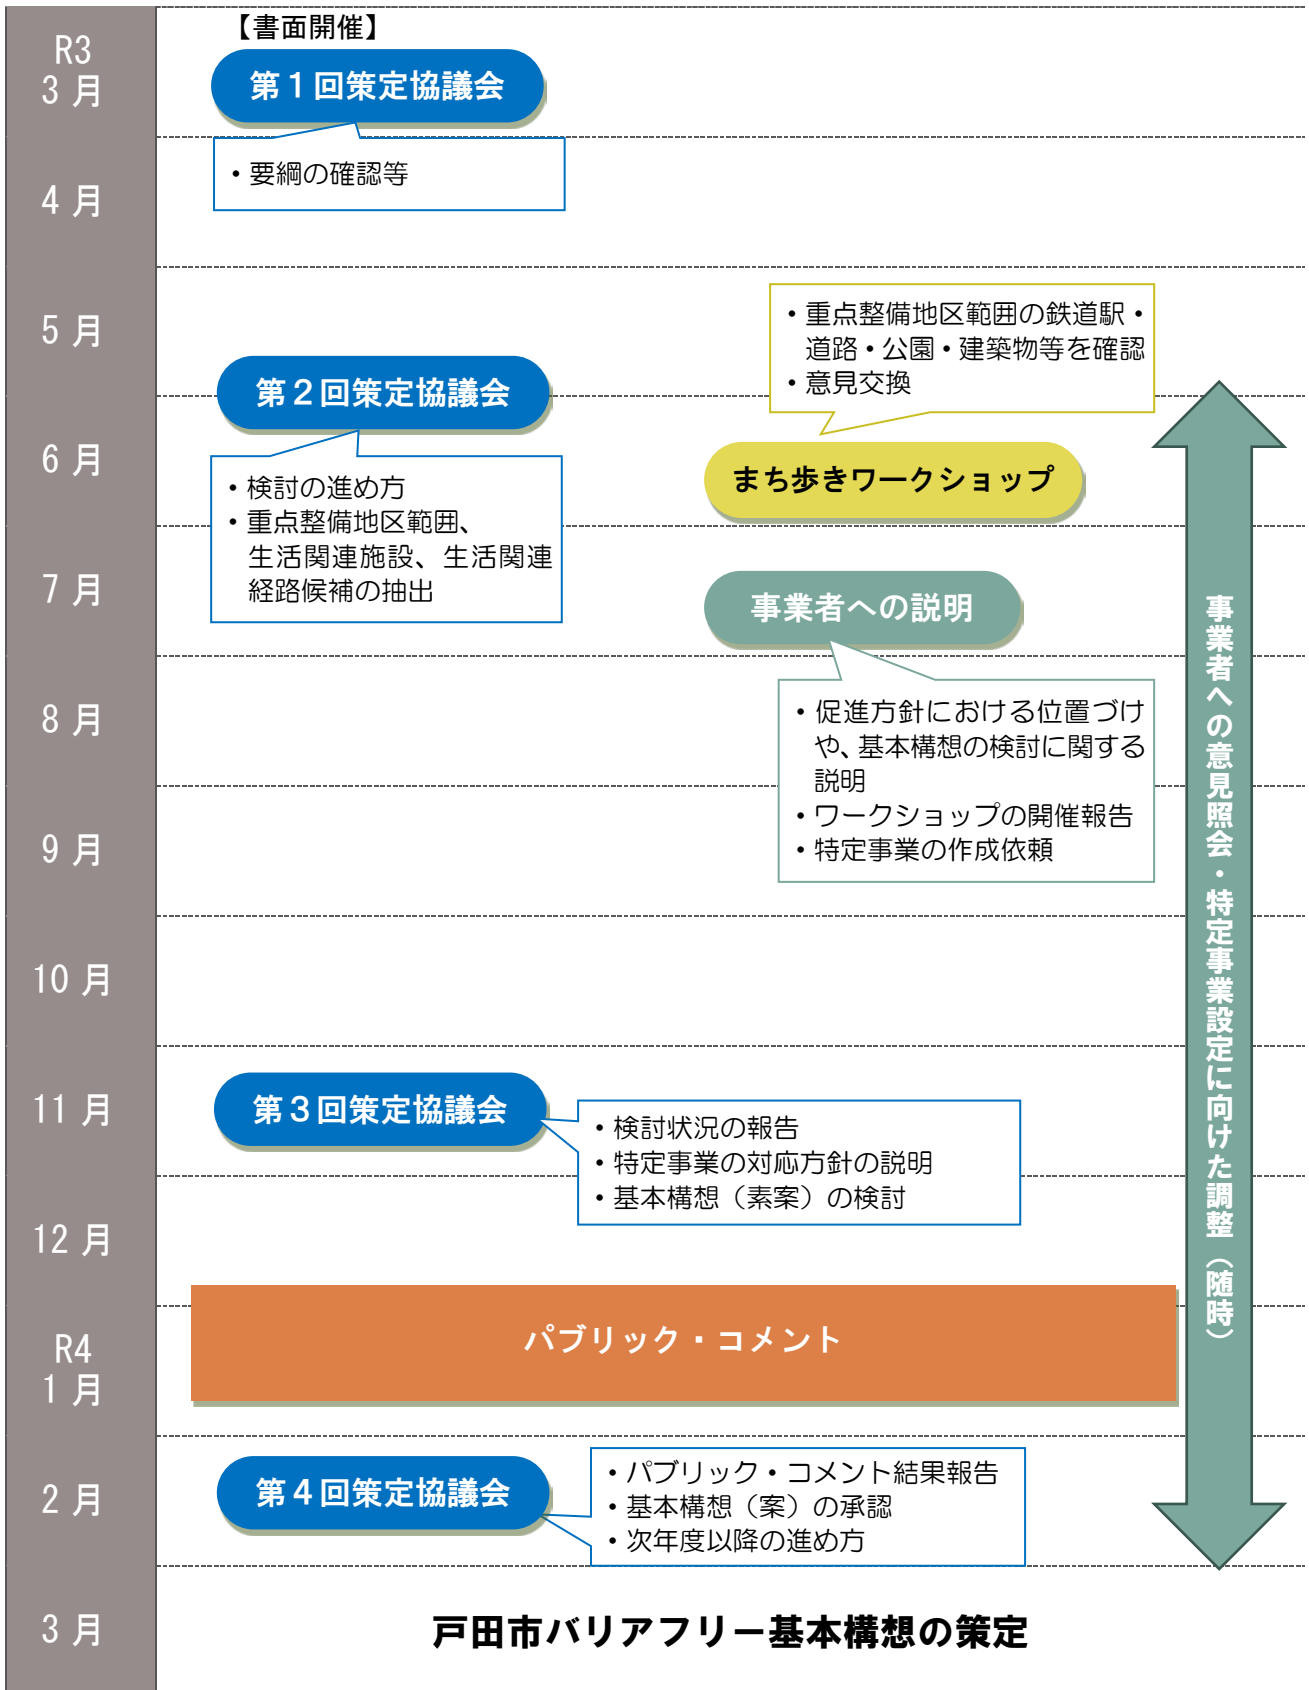 R3
3 月
【書面開催】
第１回策定協議会
・要綱の確認等
4 月
5 月
・重点整備地区範囲の鉄道駅・
道路・公園・建築物等を確認
・意見交換
第２回策定協議会
6 月
まち歩きワークショップ
・検討の進め方
・重点整備地区範囲、
生活関連施設、生活関連
経路候補の抽出
7 月
事業者への説明
8 月
・促進方針における位置づけ
や、基本構想の検討に関する
説明
・ワークショップの開催報告
・特定事業の作成依頼
9 月
10 月
事業者への意見照会・特定事業設定に向けた調整（随時）
11 月
第３回策定協議会
・検討状況の報告
・特定事業の対応方針の説明
・基本構想（素案）の検討
12 月
R4
1 月
パブリック・コメント
2 月
第４回策定協議会
・パブリック・コメント結果報告
・基本構想（案）の承認
・次年度以降の進め方
3 月
戸田市バリアフリー基本構想の策定